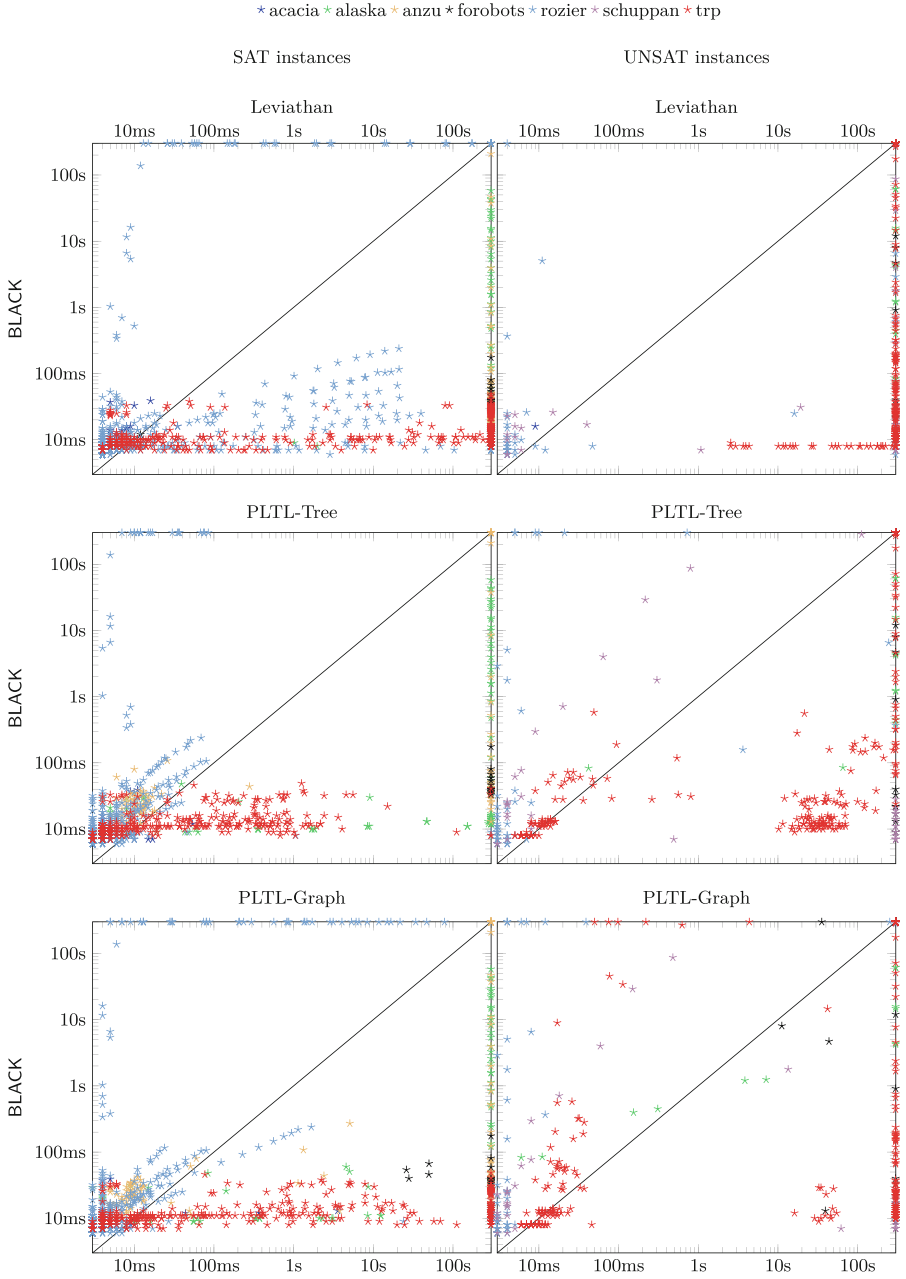 acacia alaska anzu forobots rozier schuppan trp
SAT instances UNSAT instances
Leviathan Leviathan
10ms 100ms 1s 10s 100s 10ms 100ms 1s 10s 100s
100s
10s
1s
100ms
10ms
BLACK
PLTL-Tree PLTL-Tree
100s
10s
1s
100ms
10ms
BLACK
PLTL-Graph PLTL-Graph
100s
10s
1s
100ms
10ms
BLACK
10ms 100ms 1s 10s 100s 10ms 100ms 1s 10s 100s